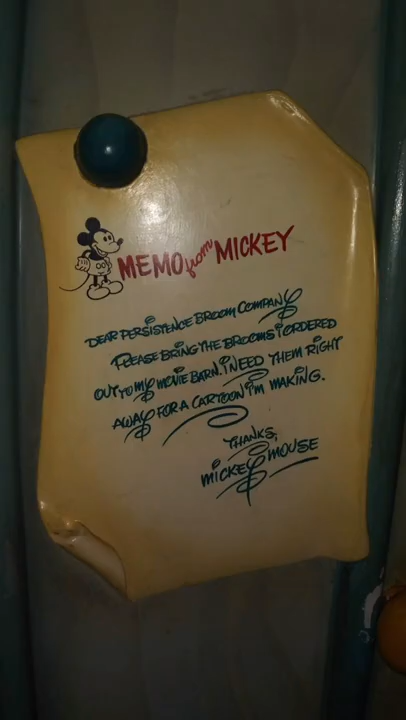 MEMO from MICKEY
DEAR PERSISTENCE BROOM COMPANY
PLEASE BRING THE BROOMS I ORDERED
OUT TO MY MOVIE BARN. I NEED THEM RIGHT
AWAY FOR A CARTOON I'M MAKING.
THANKS,
MICKEY MOUSE